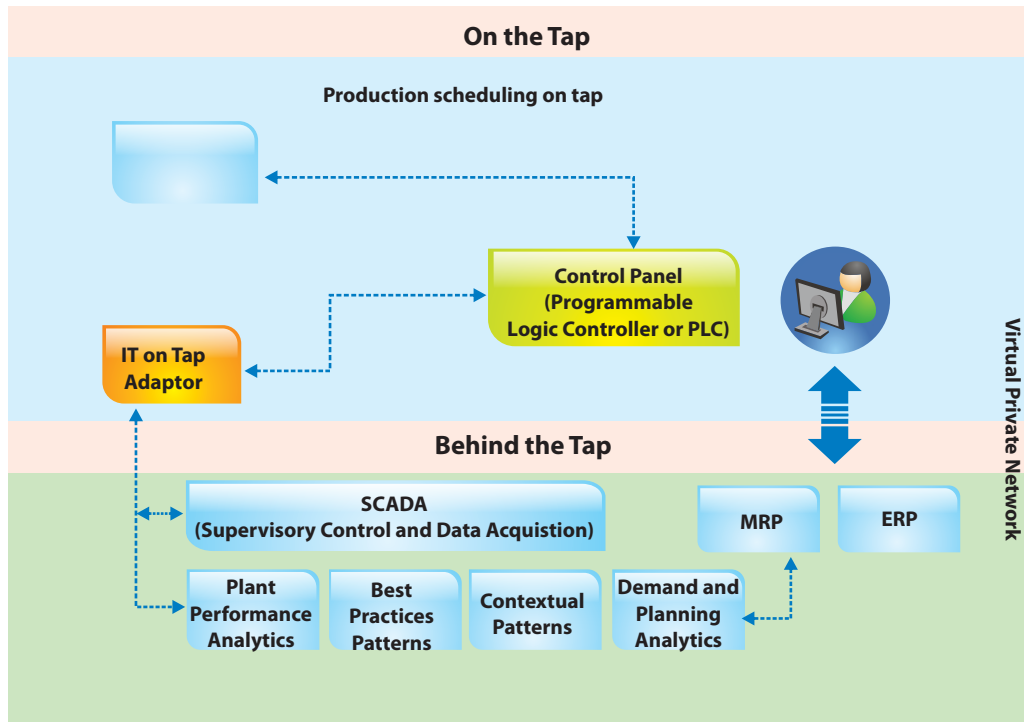 On the Tap
Production scheduling on tap
Control Panel
(Programmable
Logic Controller or PLC)
IT on Tap
Adaptor
Virtual Private Network
Behind the Tap
SCADA
(Supervisory Control and Data Acquistion)
MRP
ERP
Plant
Performance
Analytics
Best
Practices
Patterns
Contextual
Patterns
Demand and
Planning
Analytics